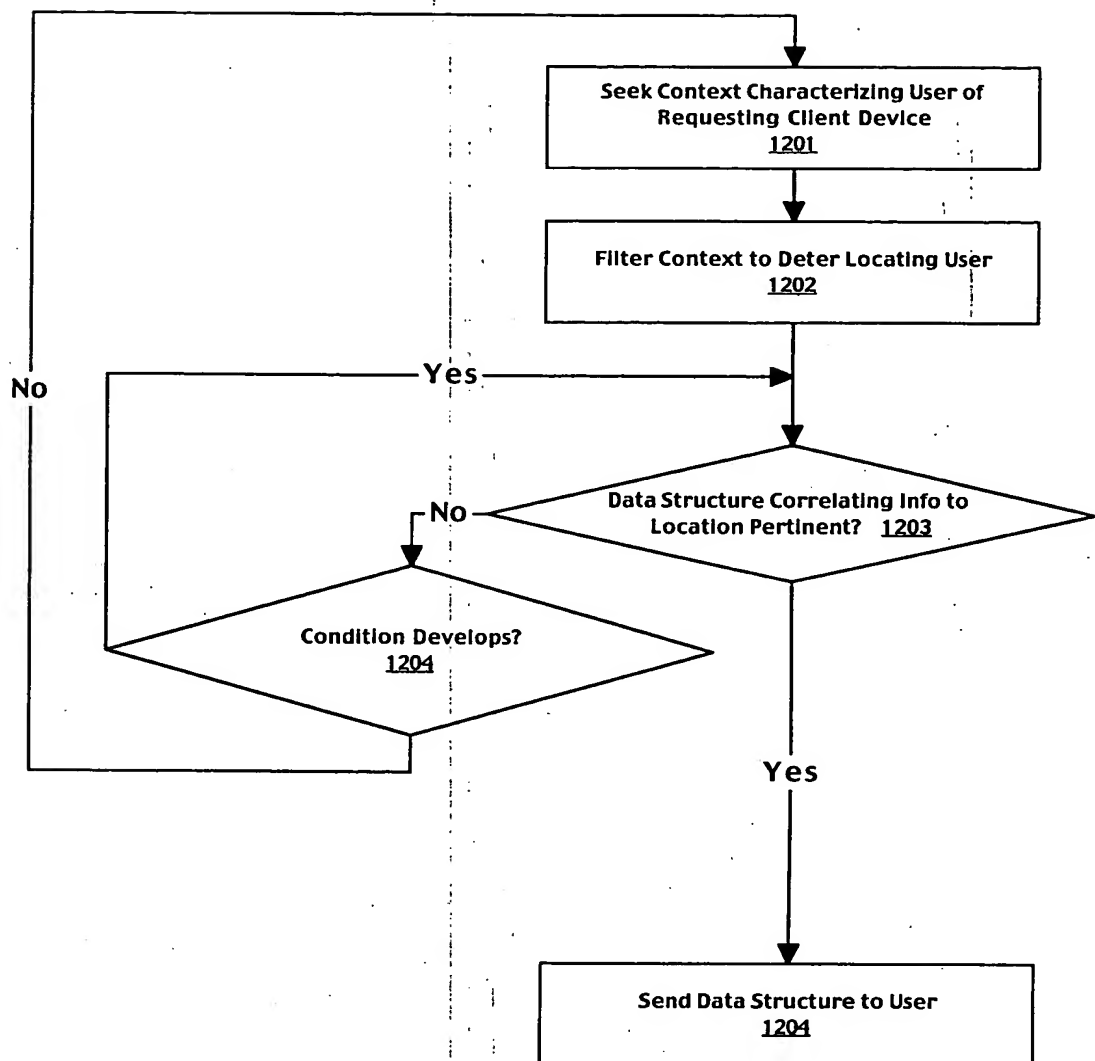 Seek Context Characterizing User of
Requesting Client Device
1201
Filter Context to Deter Locating User
1202
Yes
No
Data Structure Correlating Info to
Location Pertinent? 1203
No
Condition Develops?
1204
Yes
Send Data Structure to User
1204